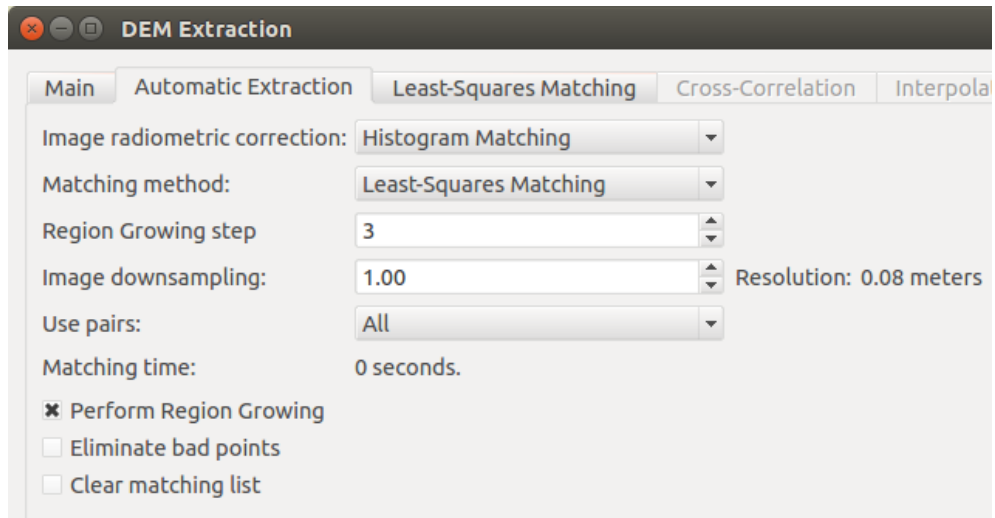 DEM Extraction
Main Automatic Extraction Least-Squares Matching Cross-Correlation
Image radiometric correction: Histogram Matching
Matching method: Least-Squares Matching
Region Growing step 3
Image downsampling: 1.00 Resolution: 0.08 meters
Use pairs: All
Matching time: 0 seconds.
Perform Region Growing
Eliminate bad points
Clear matching list